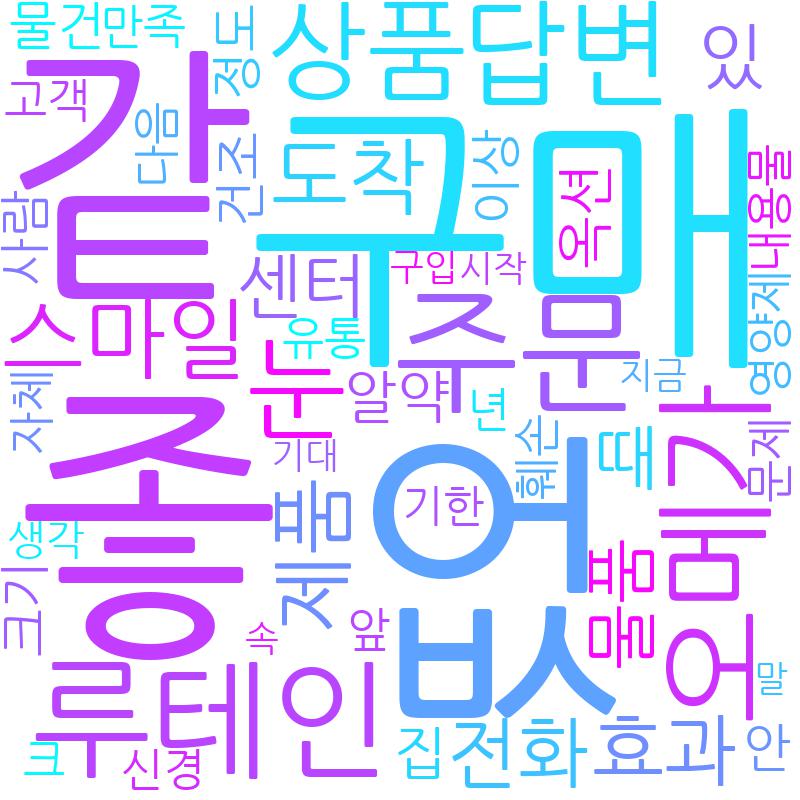 물건만족
정도
상품답변
있
고객
같
다음
건조
도착
이상
구매
옥션
내용물
사람
센터
구입시작
스마일
유통
주문
영양제
눈
알약
년
지금
자체
좋
기대
훼손
때
오메가
문제
생각
제품
없
기한
크기
물품
속
앞
루테인
말
크
신경
집
전화
효과
안